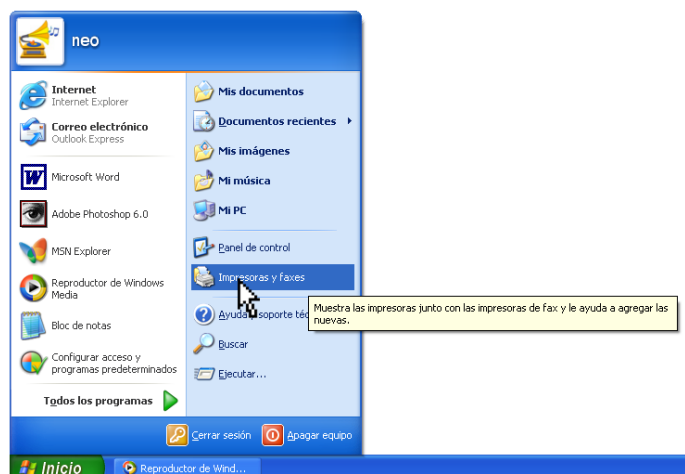 neo
Internet
Internet Explorer
Correo electrónico
Outlook Express
Microsoft Word
Adobe Photoshop 6.0
MSN Explorer
Reproductor de Windows
Media
Bloc de notas
Configurar acceso y
programas predeterminados
Todos los programas
Mis documentos
Documentos recientes
Mis imágenes
Mi música
Mi PC
Panel de control
Impresoras y faxes
Ayuda soporte téc
Muestra las impresoras junto con las impresoras de fax y le ayuda a agregar las
nuevas.
Buscar
Ejecutar...
Cerrar sesión
Apagar equipo
Inicio
Reproductor de Wind...